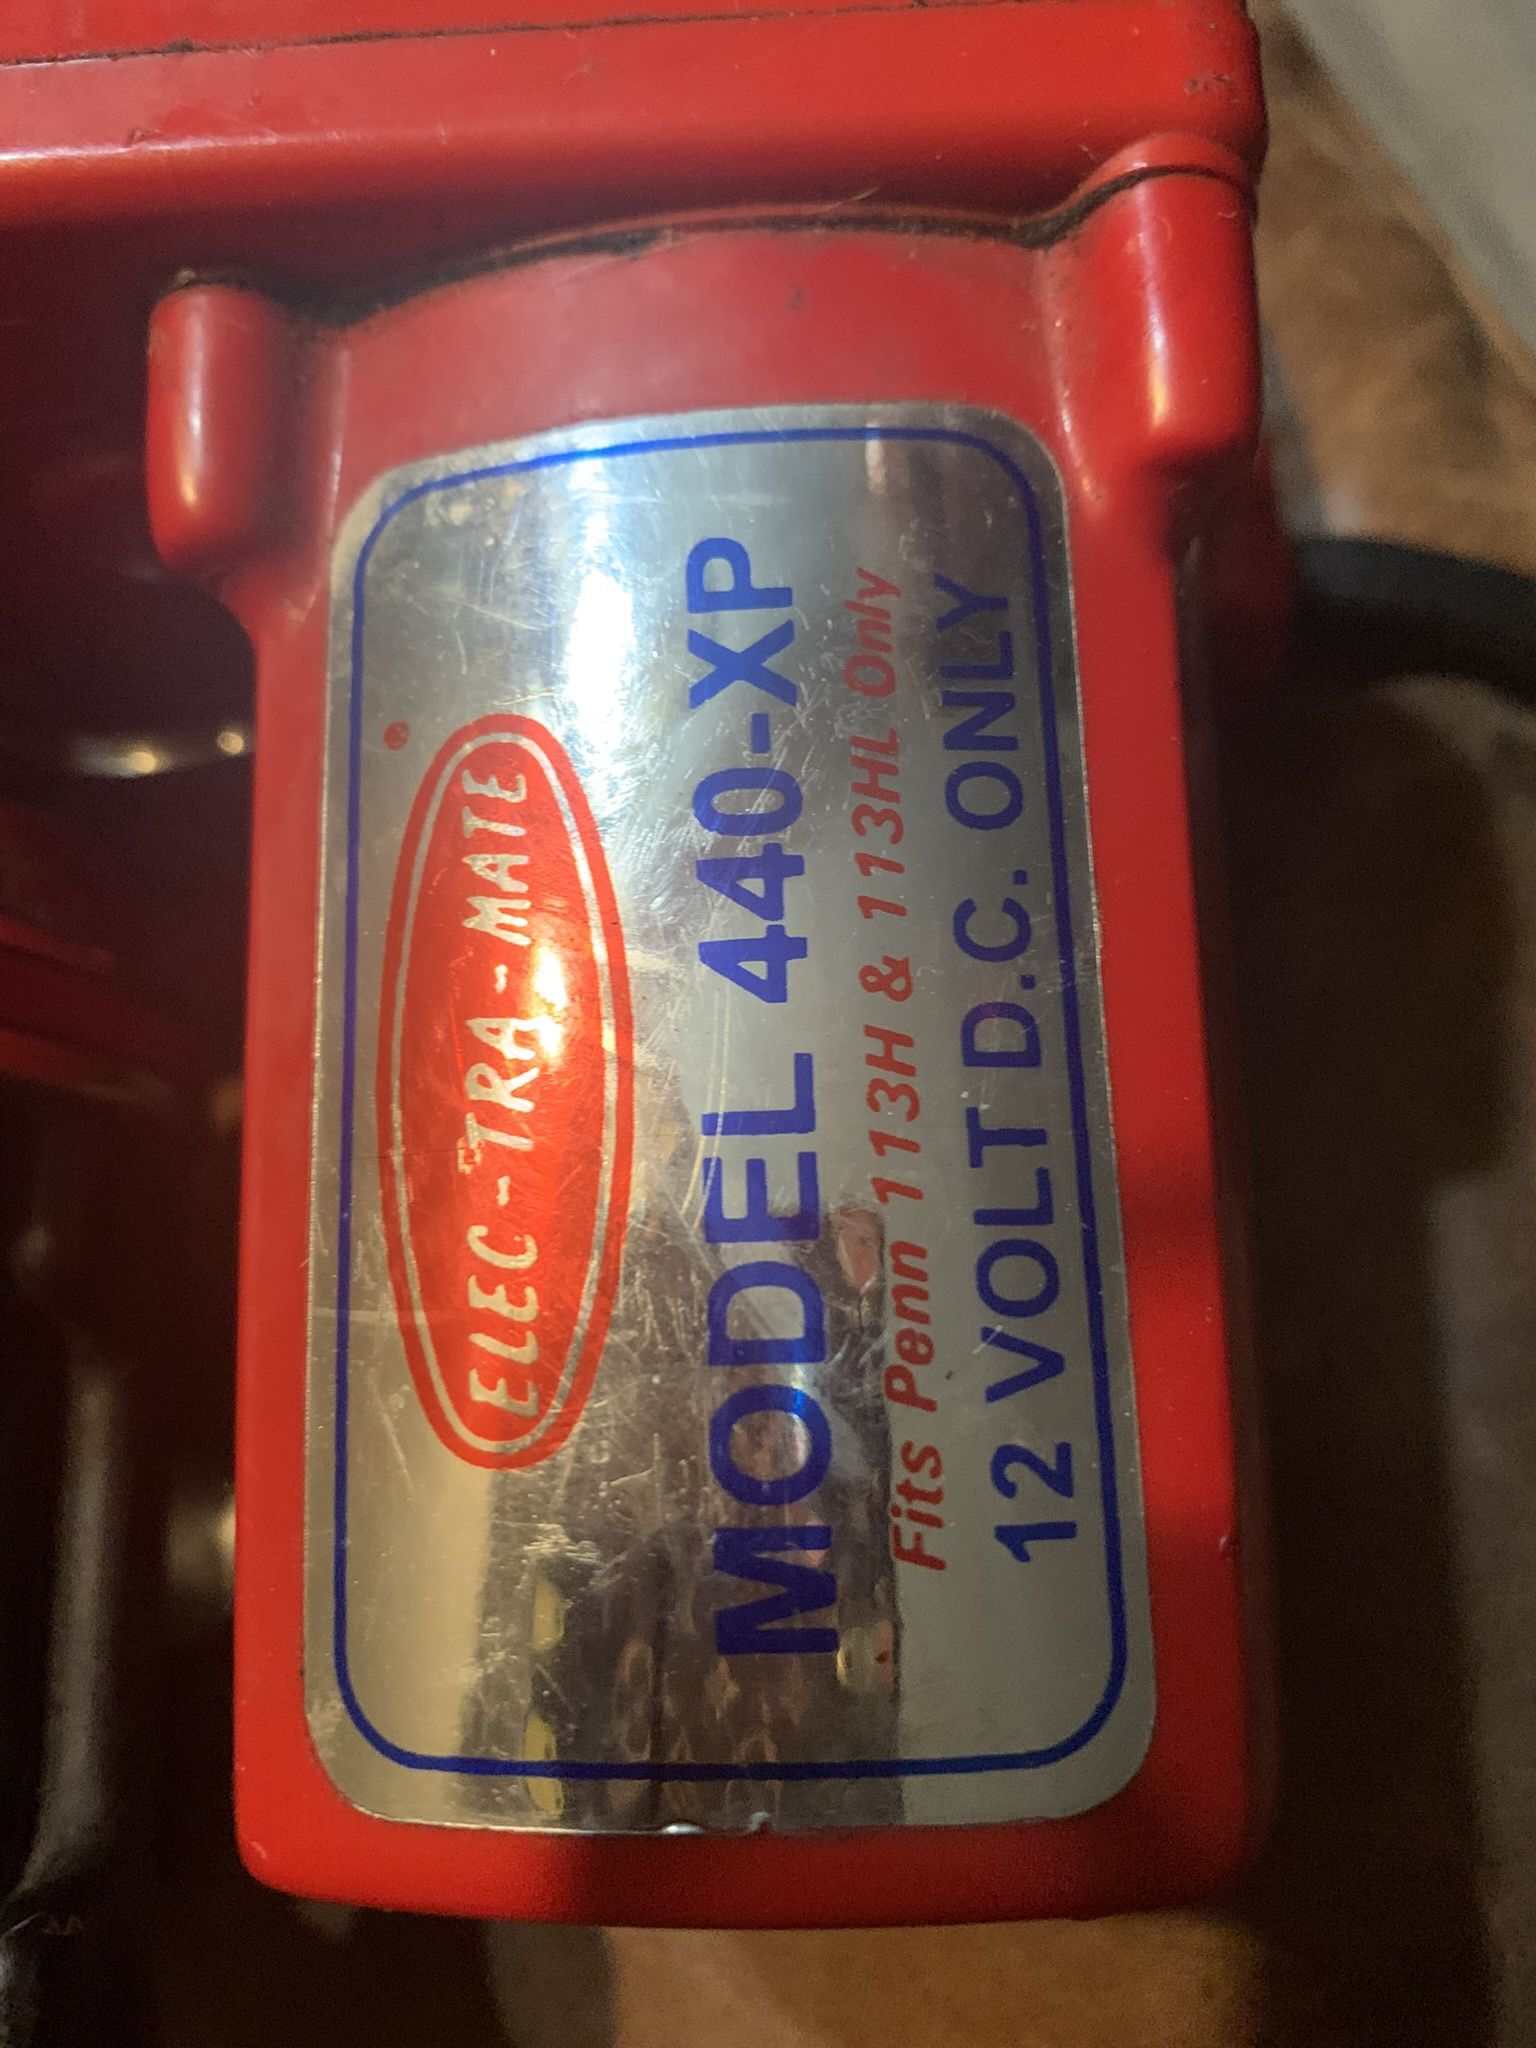 ELEC-TRA-MATE
MODEL 440-XP
Fits Penn 113H & 113HL Only
12 VOLT D.C. ONLY